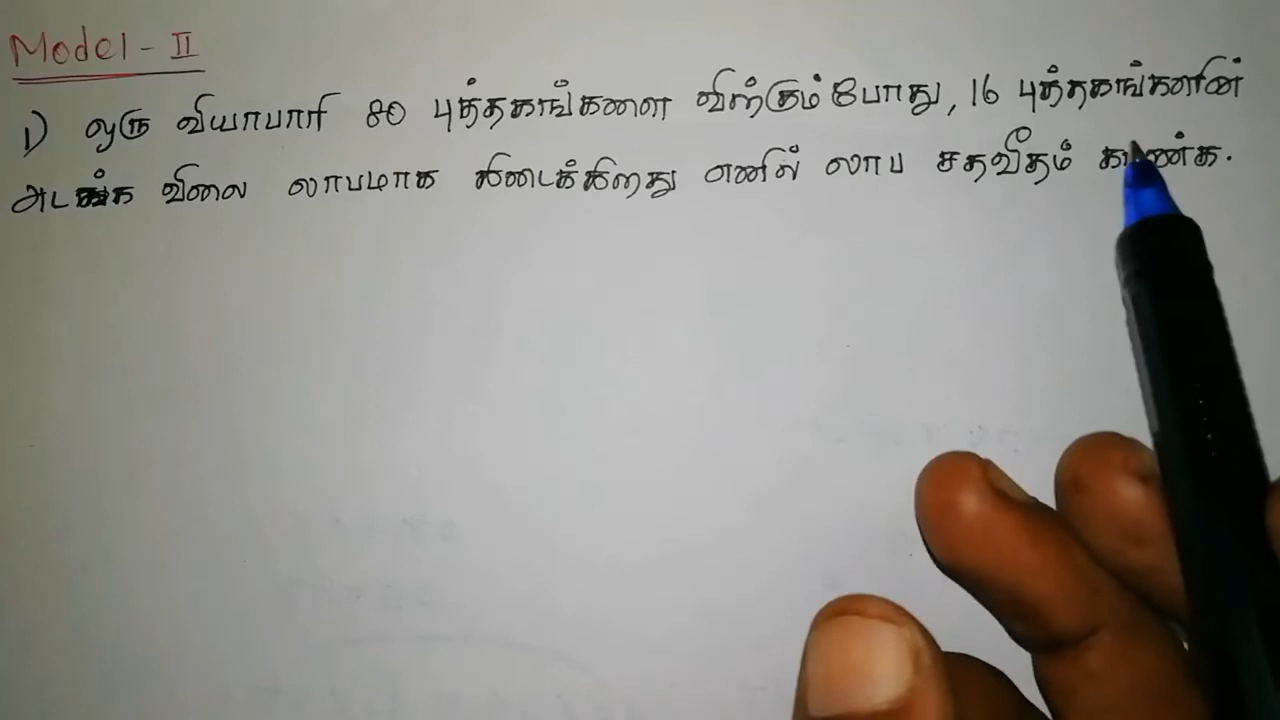 Model - II
1) ஒரு வியாபாரி 80 புத்தகங்களை விற்கும் போது, 16 புத்தகங்களின்
அடக்க விலை லாபமாக கிடைக்கிறது எனில் லாப சதவீதம் காண்க.